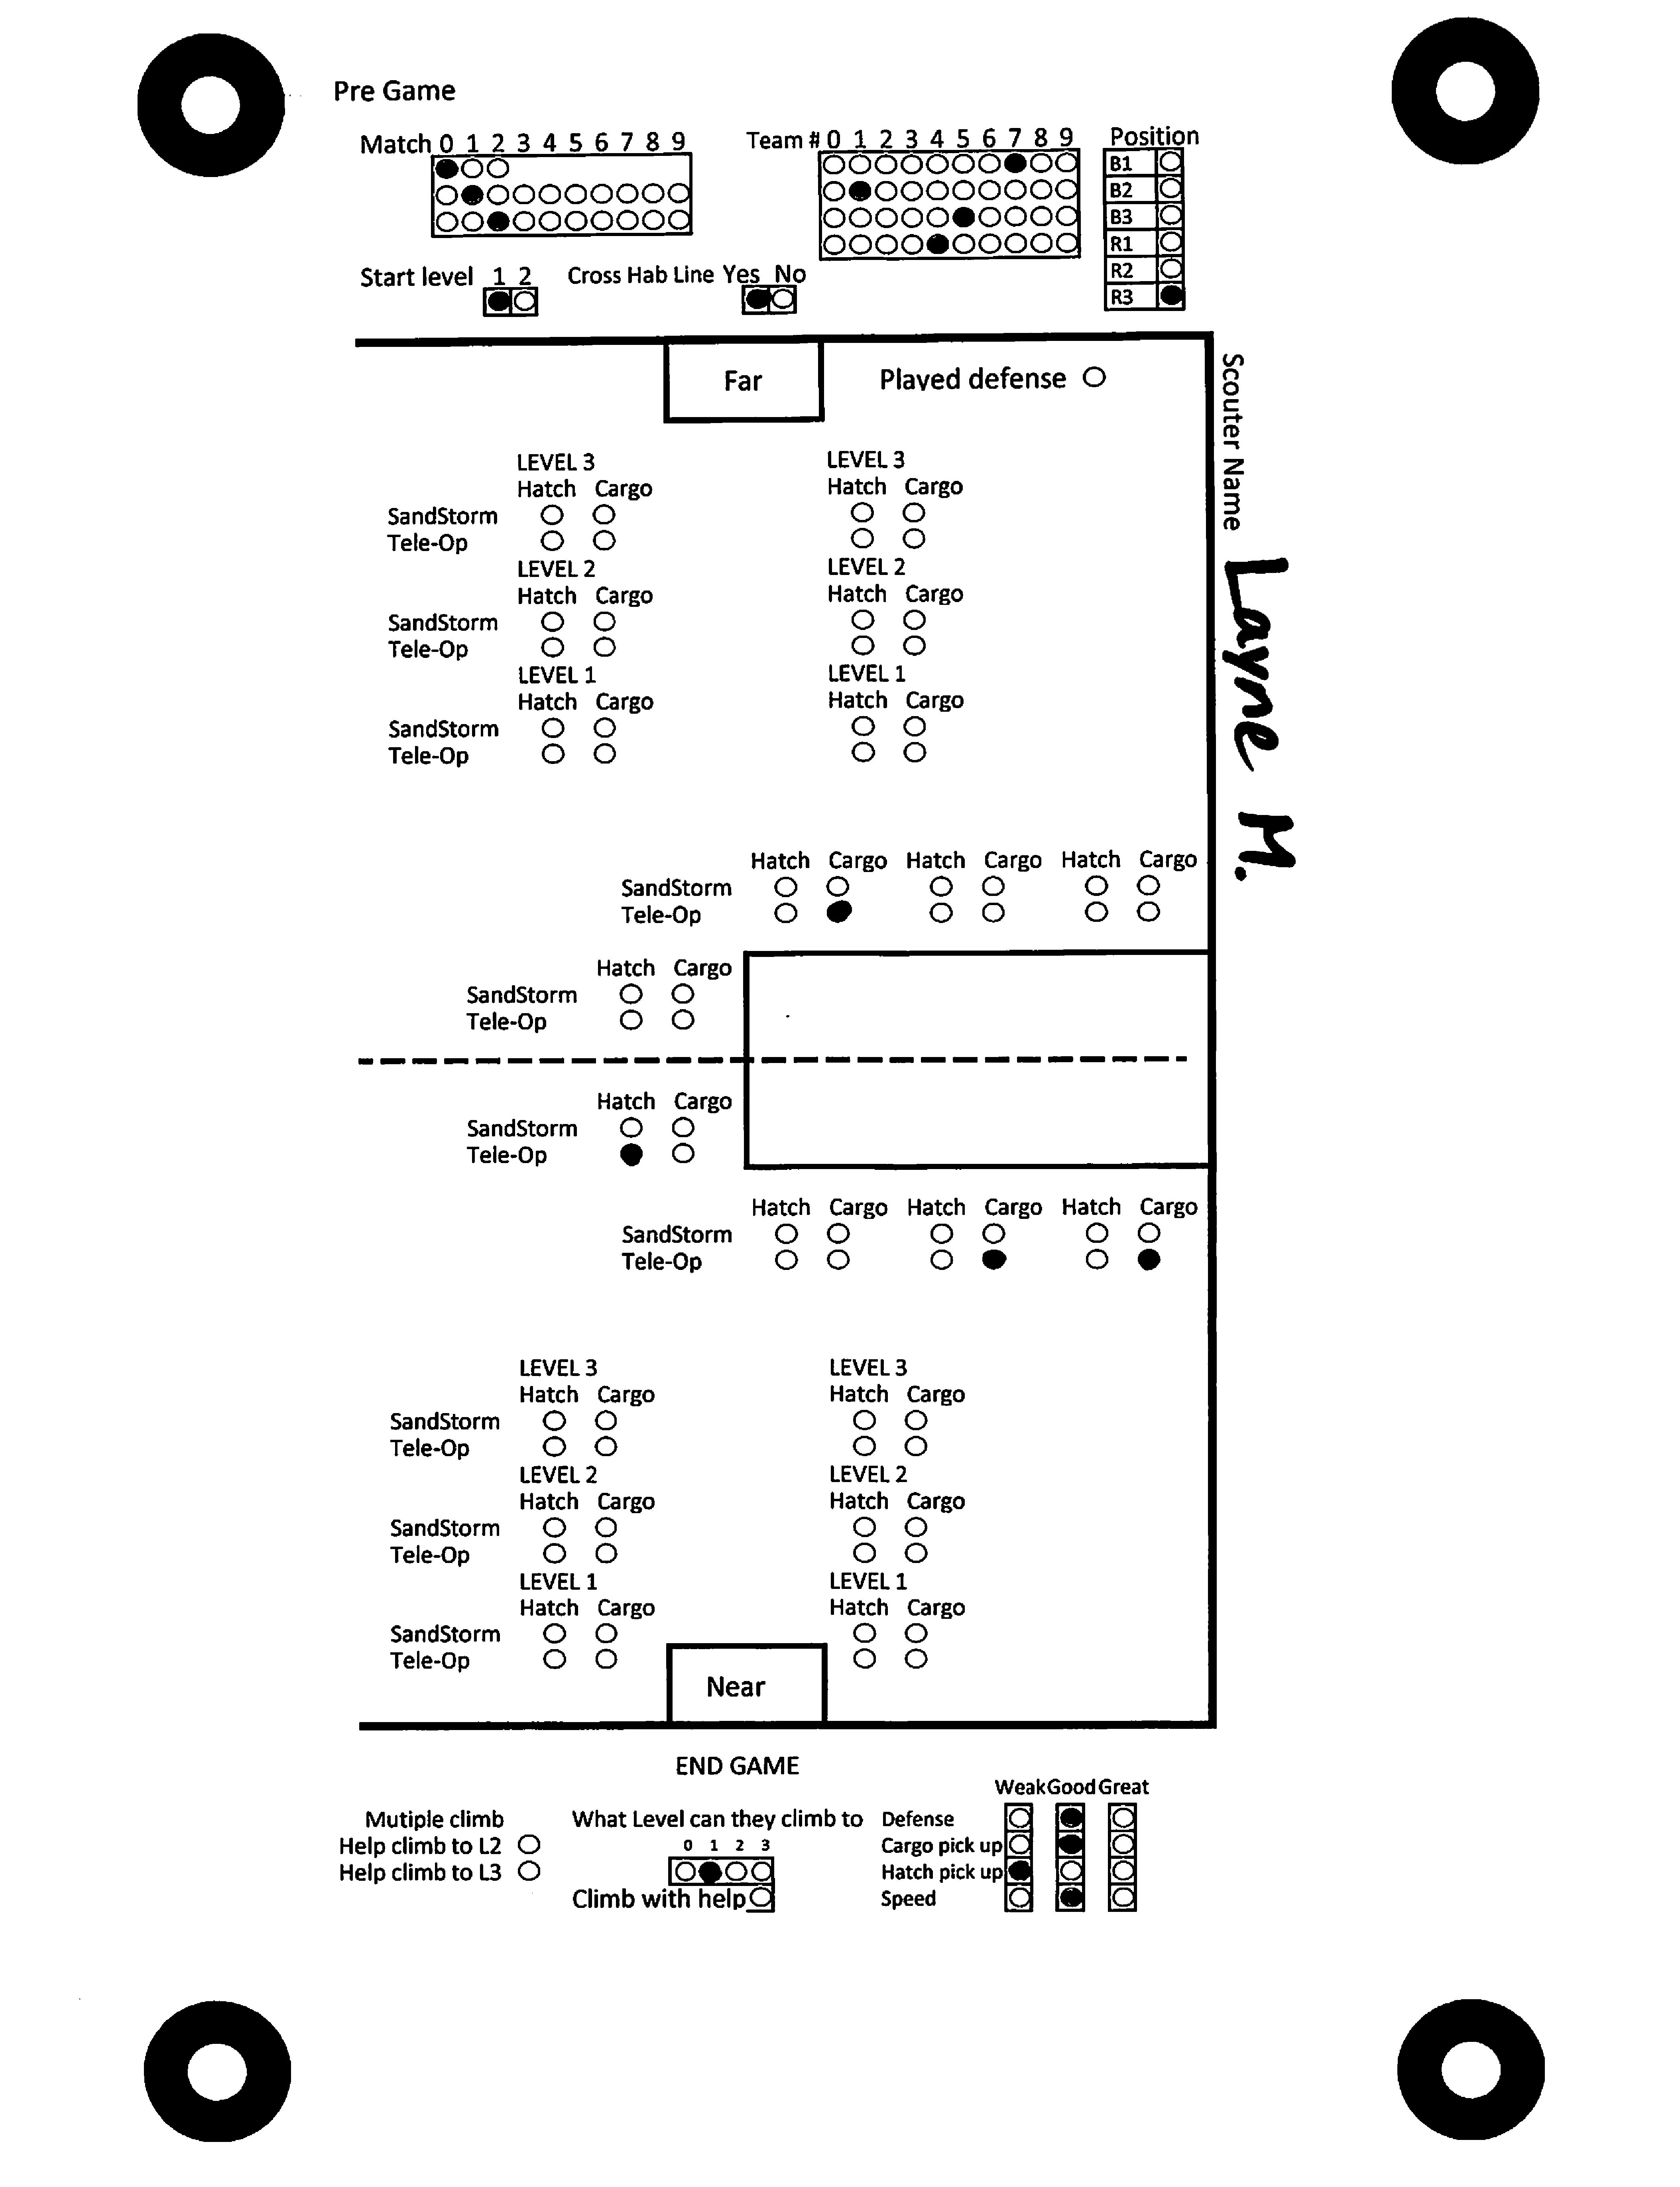 Pre Game
Match 0 1 2 3 4 5 6 7 8 9
Team # 0 1 2 3 4 5 6 7 8 9
Position
B1
B2
B3
R1
R2
R3
Start level 1 2
Cross Hab Line Yes No
Far
Played defense
Scouter Name Layne M.
LEVEL 3 LEVEL 3
Hatch Cargo Hatch Cargo
SandStorm
Tele-Op
LEVEL 2 LEVEL 2
Hatch Cargo Hatch Cargo
SandStorm
Tele-Op
LEVEL 1 LEVEL 1
Hatch Cargo Hatch Cargo
SandStorm
Tele-Op
Hatch Cargo Hatch Cargo Hatch Cargo
SandStorm
Tele-Op
Hatch Cargo
SandStorm
Tele-Op
Hatch Cargo
SandStorm
Tele-Op
Hatch Cargo Hatch Cargo Hatch Cargo
SandStorm
Tele-Op
LEVEL 3 LEVEL 3
Hatch Cargo Hatch Cargo
SandStorm
Tele-Op
LEVEL 2 LEVEL 2
Hatch Cargo Hatch Cargo
SandStorm
Tele-Op
LEVEL 1 LEVEL 1
Hatch Cargo Hatch Cargo
SandStorm
Tele-Op
Near
END GAME
Mutiple climb
Help climb to L2
Help climb to L3
What Level can they climb to
0 1 2 3
Climb with help
Weak Good Great
Defense
Cargo pick up
Hatch pick up
Speed